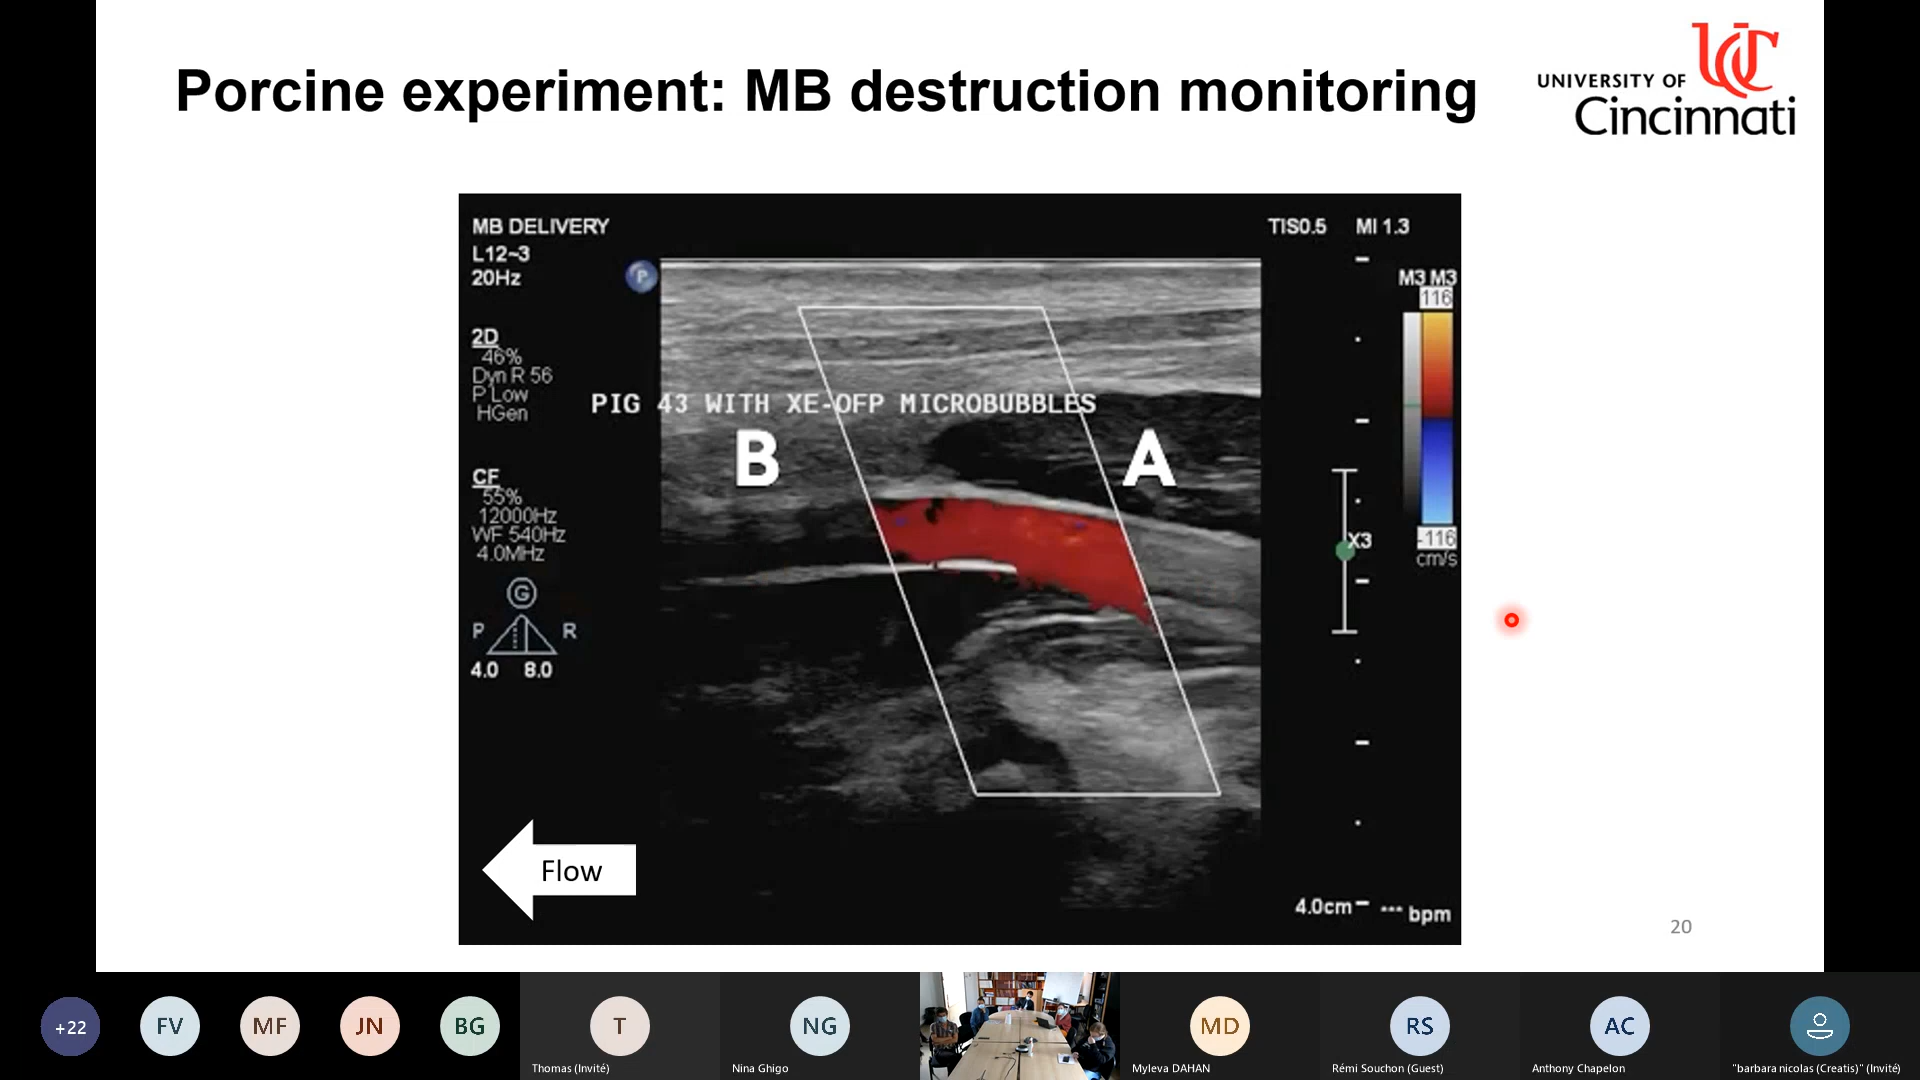 Porcine experiment: MB destruction monitoring
UC
UNIVERSITY OF
Cincinnati
MB DELIVERY
TIS0.5 MI 1.3
L12-3
20Hz
P
M3 M3
116
2D
46%
Dyn R 56
P Low
HGen
PIG 43 WITH XE-OFP MICROBUBBLES
B
A
CF
55%
12000Hz
WF 540Hz
4.0MHz
X3
-116
cm/s
G
P R
4.0 8.0
Flow
4.0cm
--- bpm
20
+22
FV
MF
JN
BG
T
Thomas (Invité)
NG
Nina Ghigo
MD
Myleva DAHAN
RS
Rémi Souchon (Guest)
AC
Anthony Chapelon
"barbara nicolas (Creatis)" (Invité)